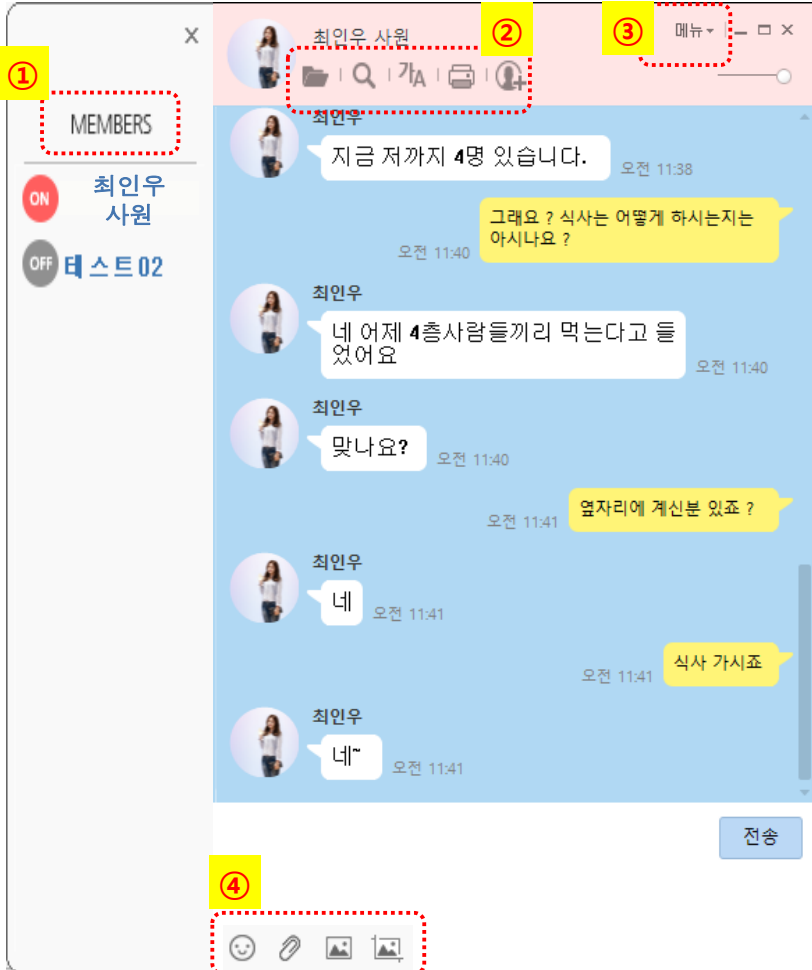 ①
MEMBERS
ON
최인우
사원
OFF
테스트02
최인우 사원
②
③
메뉴
가A
최인우
지금 저까지 4명 있습니다.
오전 11:38
그래요 ? 식사는 어떻게 하시는지는
아시나요 ?
오전 11:40
최인우
네 어제 4층사람들끼리 먹는다고 들
었어요
오전 11:40
최인우
맞나요?
오전 11:40
옆자리에 계신분 있죠 ?
오전 11:41
최인우
네
오전 11:41
식사 가시죠
오전 11:41
최인우
네~
오전 11:41
전송
④